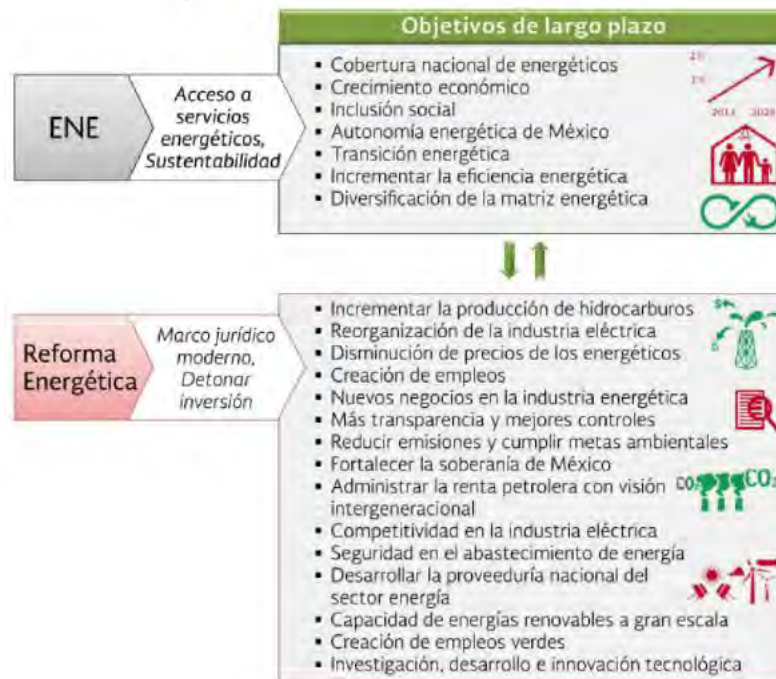 Objetivos de largo plazo
ENE
Acceso a
servicios
energéticos,
Sustentabilidad
▪ Cobertura nacional de energéticos
▪ Crecimiento económico
▪ Inclusión social
▪ Autonomía energética de México
▪ Transición energética
▪ Incrementar la eficiencia energética
▪ Diversificación de la matriz energética
Reforma
Energética
Marco jurídico
moderno,
Detonar
inversión
▪ Incrementar la producción de hidrocarburos
▪ Reorganización de la industria eléctrica
▪ Disminución de precios de los energéticos
▪ Creación de empleos
▪ Nuevos negocios en la industria energética
▪ Más transparencia y mejores controles
▪ Reducir emisiones y cumplir metas ambientales
▪ Fortalecer la soberanía de México
▪ Administrar la renta petrolera con visión
intergeneracional
▪ Competitividad en la industria eléctrica
▪ Seguridad en el abastecimiento de energía
▪ Desarrollar la proveeduría nacional del
sector energía
▪ Capacidad de energías renovables a gran escala
▪ Creación de empleos verdes
▪ Investigación, desarrollo e innovación tecnológica
$
CO₂